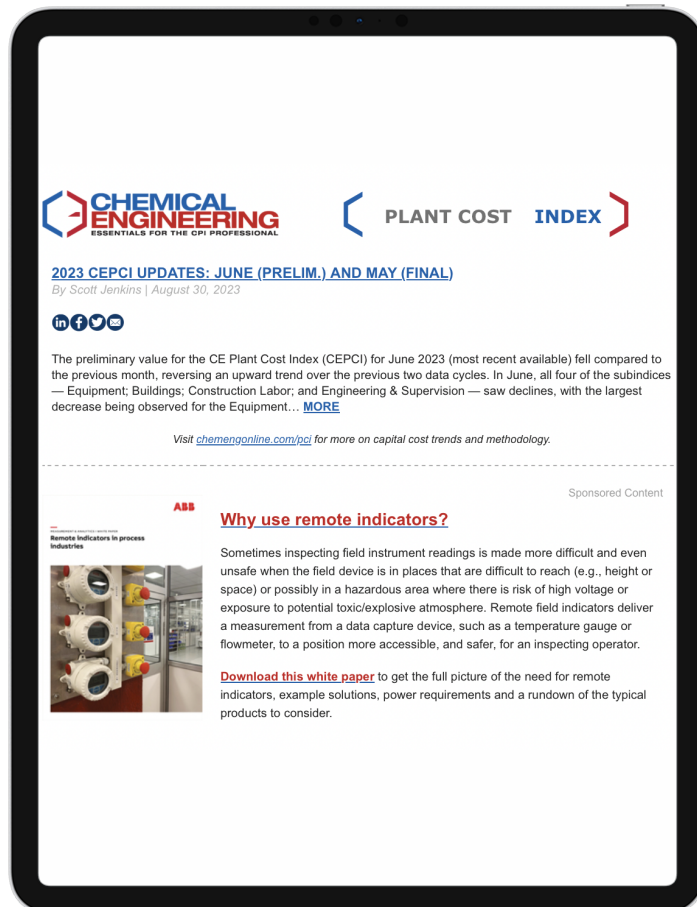 CHEMICAL
ENGINEERING
ESSENTIALS FOR THE CPI PROFESSIONAL
PLANT COST INDEX
2023 CEPCI UPDATES: JUNE (PRELIM.) AND MAY (FINAL)
By Scott Jenkins | August 30, 2023
in f
The preliminary value for the CE Plant Cost Index (CEPCI) for June 2023 (most recent available) fell compared to
the previous month, reversing an upward trend over the previous two data cycles. In June, all four of the subindices
— Equipment; Buildings; Construction Labor; and Engineering & Supervision — saw declines, with the largest
decrease being observed for the Equipment… MORE
Visit chemengonline.com/pci for more on capital cost trends and methodology.
Sponsored Content
ABB
MEASUREMENT & ANALYTICS | WHITE PAPER
Remote indicators in process
industries
Why use remote indicators?
Sometimes inspecting field instrument readings is made more difficult and even
unsafe when the field device is in places that are difficult to reach (e.g., height or
space) or possibly in a hazardous area where there is risk of high voltage or
exposure to potential toxic/explosive atmosphere. Remote field indicators deliver
a measurement from a data capture device, such as a temperature gauge or
flowmeter, to a position more accessible, and safer, for an inspecting operator.
Download this white paper to get the full picture of the need for remote
indicators, example solutions, power requirements and a rundown of the typical
products to consider.